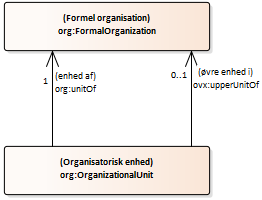 (Formel organisation)
org:FormalOrganization
1
(enhed af)
org:unitOf
0..1
(øvre enhed i)
ovx:upperUnitOf
(Organisatorisk enhed)
org:OrganizationalUnit